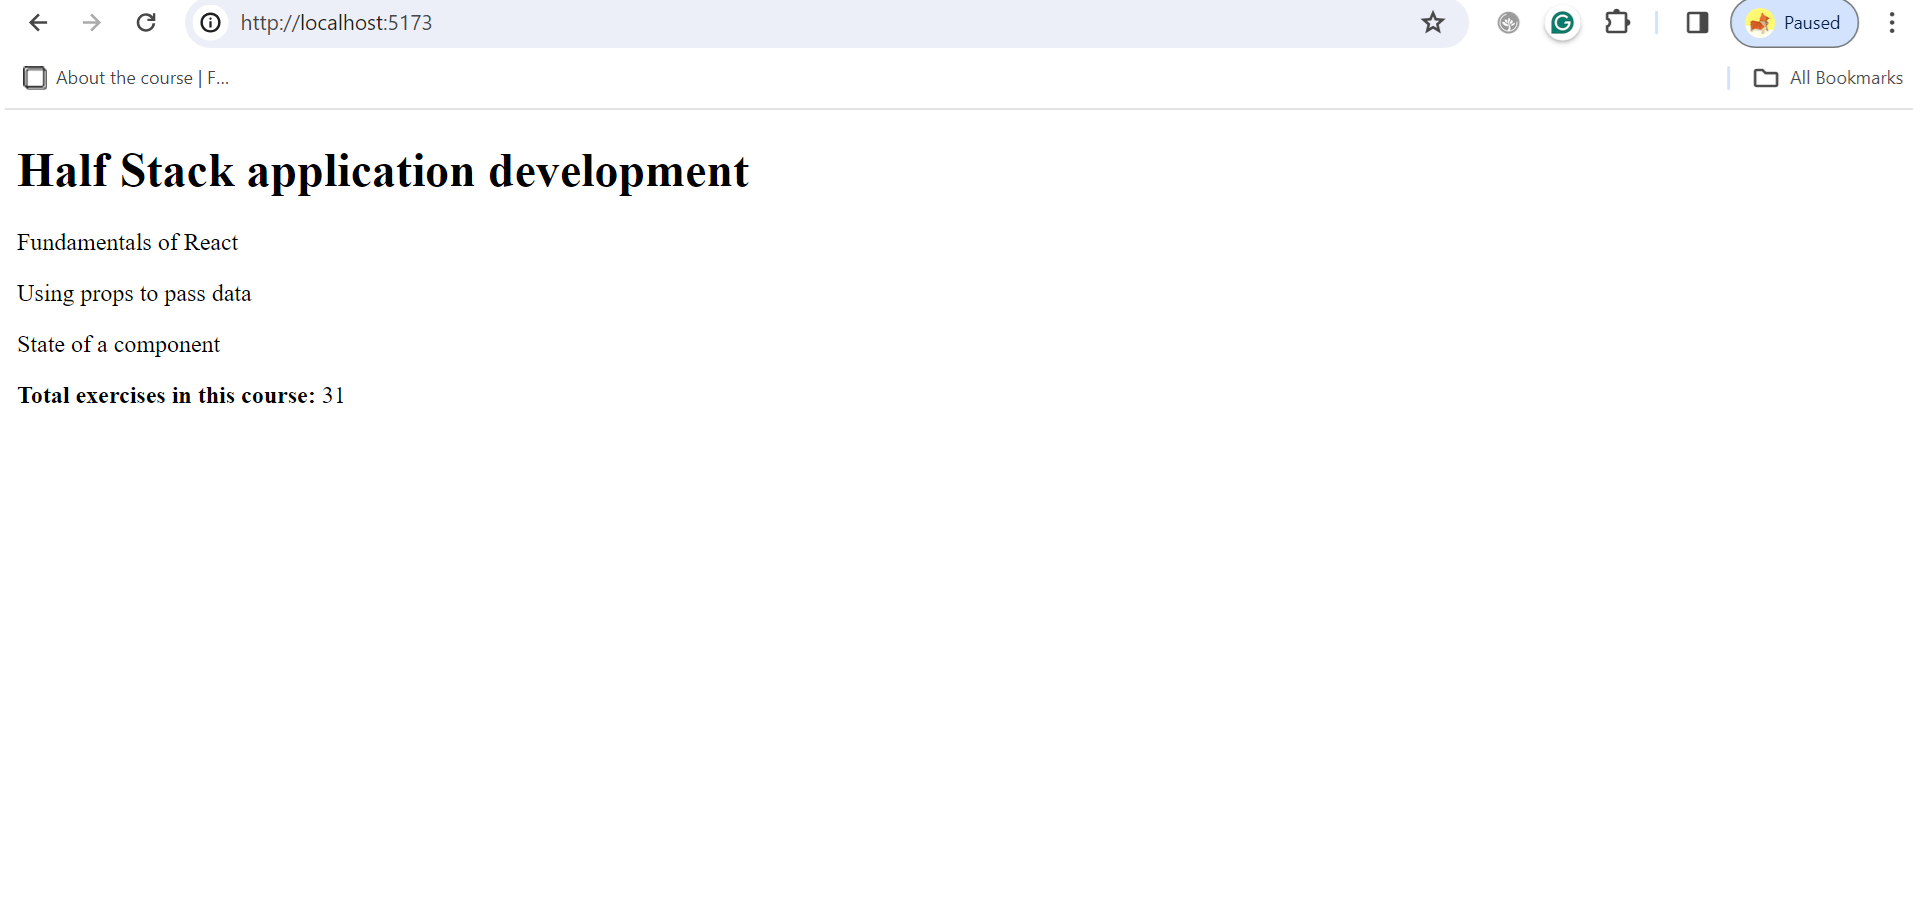 http://localhost:5173
Paused
About the course | F...
All Bookmarks
Half Stack application development
Fundamentals of React
Using props to pass data
State of a component
Total exercises in this course: 31